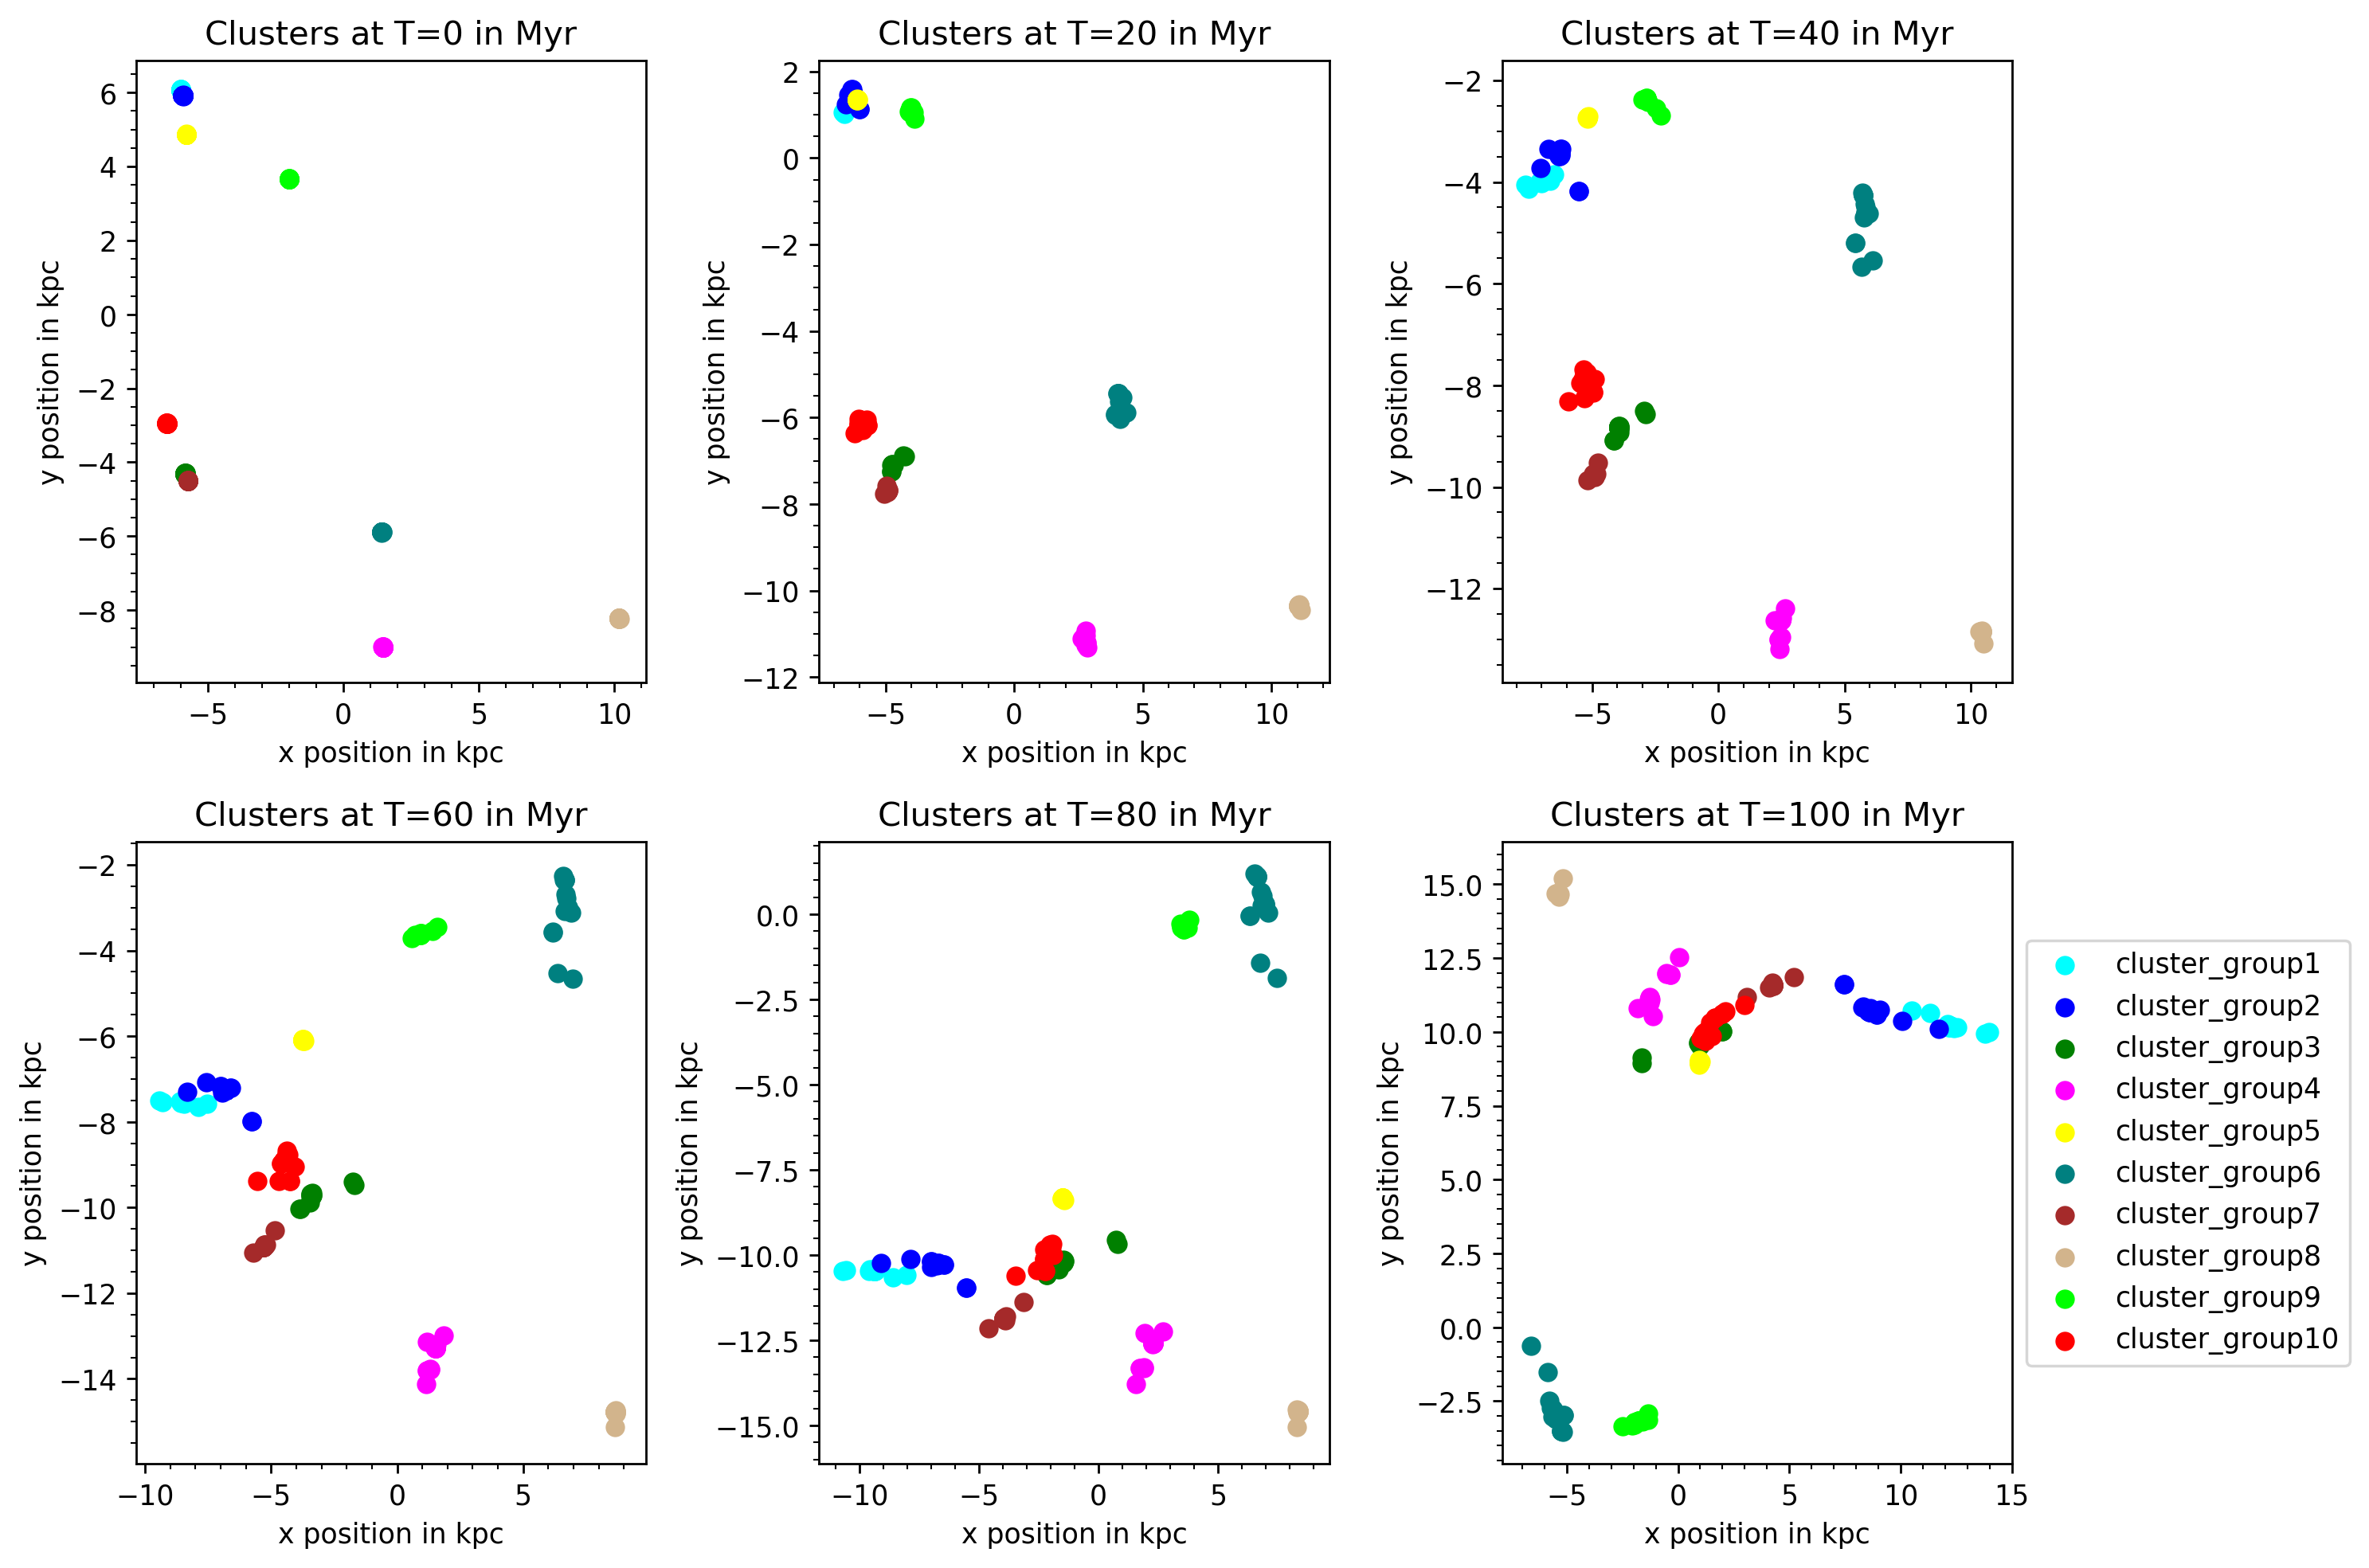 Clusters at T=0 in Myr
6
4
2
0
−2
−4
−6
−8
y position in kpc
−5 0 5 10
x position in kpc
Clusters at T=20 in Myr
2
0
−2
−4
−6
−8
−10
−12
y position in kpc
−5 0 5 10
x position in kpc
Clusters at T=40 in Myr
−2
−4
−6
−8
−10
−12
y position in kpc
−5 0 5 10
x position in kpc
Clusters at T=60 in Myr
−2
−4
−6
−8
−10
−12
−14
y position in kpc
−10 −5 0 5
x position in kpc
Clusters at T=80 in Myr
0.0
−2.5
−5.0
−7.5
−10.0
−12.5
−15.0
y position in kpc
−10 −5 0 5
x position in kpc
Clusters at T=100 in Myr
15.0
12.5
10.0
7.5
5.0
2.5
0.0
−2.5
y position in kpc
−5 0 5 10 15
x position in kpc
cluster_group1
cluster_group2
cluster_group3
cluster_group4
cluster_group5
cluster_group6
cluster_group7
cluster_group8
cluster_group9
cluster_group10